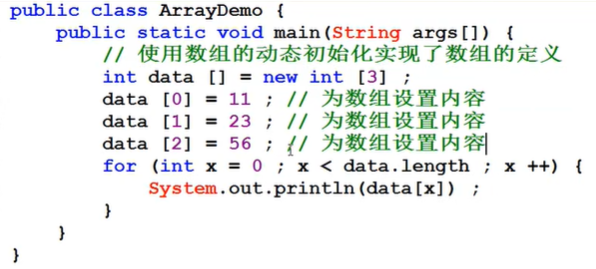 public class ArrayDemo {
    public static void main(String args[]) {
        // 使用数组的动态初始化实现了数组的定义
        int data [] = new int [3] ;
        data [0] = 11 ; // 为数组设置内容
        data [1] = 23 ; // 为数组设置内容
        data [2] = 56 ; // 为数组设置内容
        for (int x = 0 ; x < data.length ; x ++) {
            System.out.println(data[x]) ;
        }
    }
}